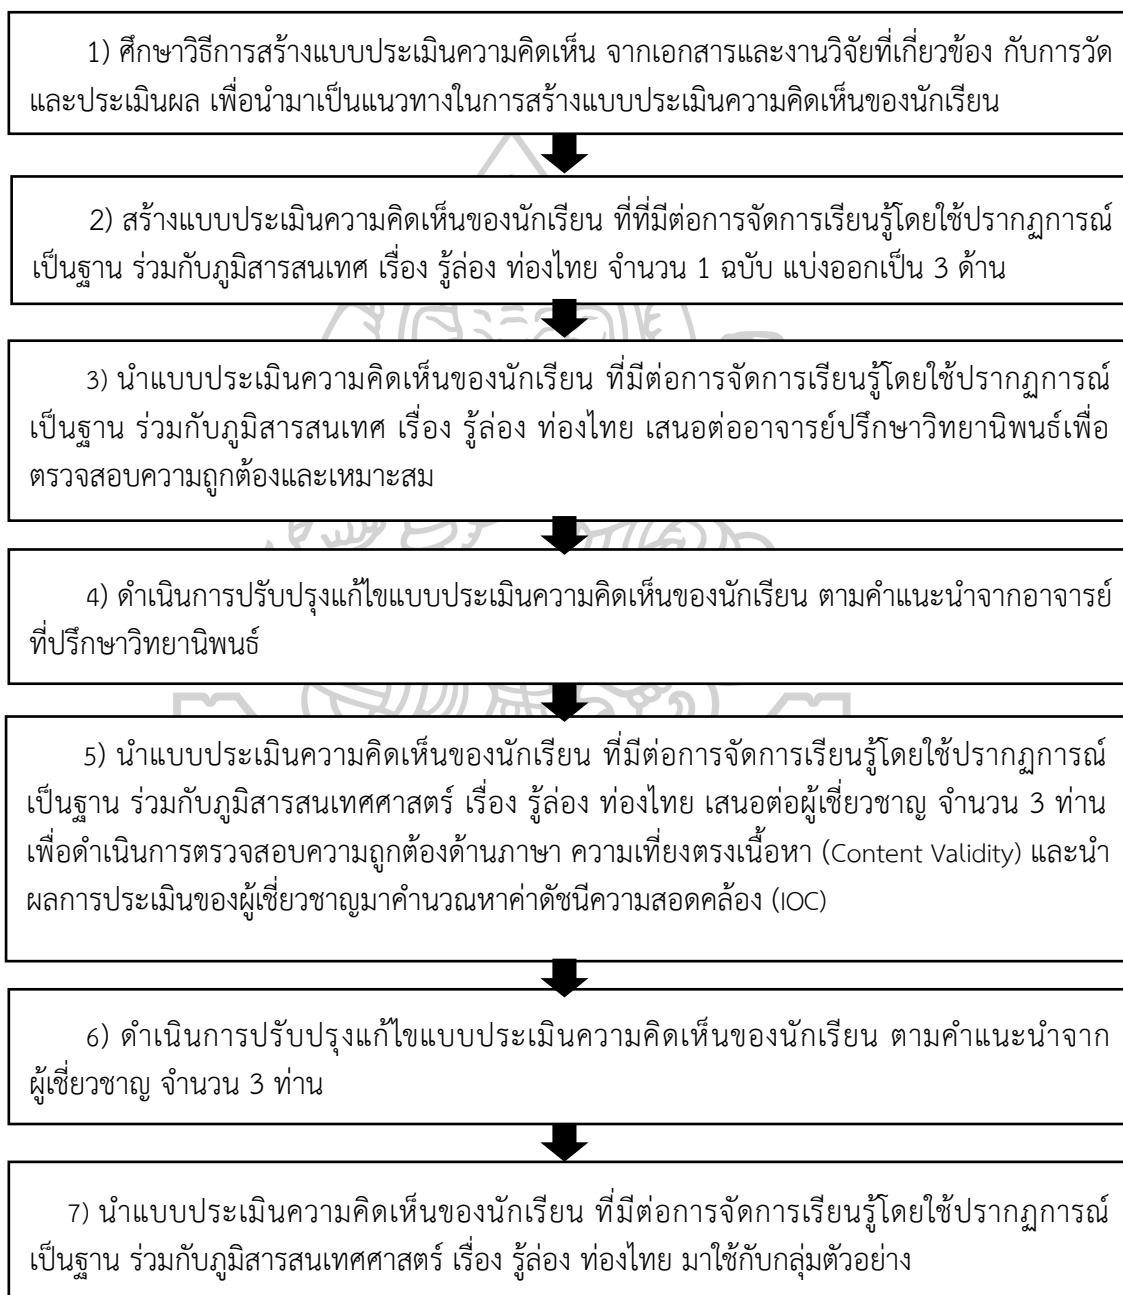 1) ศึกษาวิธีการสร้างแบบประเมินความคิดเห็น จากเอกสารและงานวิจัยที่เกี่ยวข้อง กับการวัด
และประเมินผล เพื่อนำมาเป็นแนวทางในการสร้างแบบประเมินความคิดเห็นของนักเรียน
2) สร้างแบบประเมินความคิดเห็นของนักเรียน ที่ที่มีต่อการจัดการเรียนรู้โดยใช้ปรากฏการณ์
เป็นฐาน ร่วมกับภูมิสารสนเทศ เรื่อง รู้ล่อง ท่องไทย จำนวน 1 ฉบับ แบ่งออกเป็น 3 ด้าน
3) นำแบบประเมินความคิดเห็นของนักเรียน ที่มีต่อการจัดการเรียนรู้โดยใช้ปรากฏการณ์
เป็นฐาน ร่วมกับภูมิสารสนเทศ เรื่อง รู้ล่อง ท่องไทย เสนอต่ออาจารย์ปรึกษาวิทยานิพนธ์เพื่อ
ตรวจสอบความถูกต้องและเหมาะสม
4) ดำเนินการปรับปรุงแก้ไขแบบประเมินความคิดเห็นของนักเรียน ตามคำแนะนำจากอาจารย์
ที่ปรึกษาวิทยานิพนธ์
5) นำแบบประเมินความคิดเห็นของนักเรียน ที่มีต่อการจัดการเรียนรู้โดยใช้ปรากฏการณ์
เป็นฐาน ร่วมกับภูมิสารสนเทศศาสตร์ เรื่อง รู้ล่อง ท่องไทย เสนอต่อผู้เชี่ยวชาญ จำนวน 3 ท่าน
เพื่อดำเนินการตรวจสอบความถูกต้องด้านภาษา ความเที่ยงตรงเนื้อหา (Content Validity) และนำ
ผลการประเมินของผู้เชี่ยวชาญมาคำนวณหาค่าดัชนีความสอดคล้อง (IOC)
6) ดำเนินการปรับปรุงแก้ไขแบบประเมินความคิดเห็นของนักเรียน ตามคำแนะนำจาก
ผู้เชี่ยวชาญ จำนวน 3 ท่าน
7) นำแบบประเมินความคิดเห็นของนักเรียน ที่มีต่อการจัดการเรียนรู้โดยใช้ปรากฏการณ์
เป็นฐาน ร่วมกับภูมิสารสนเทศศาสตร์ เรื่อง รู้ล่อง ท่องไทย มาใช้กับกลุ่มตัวอย่าง